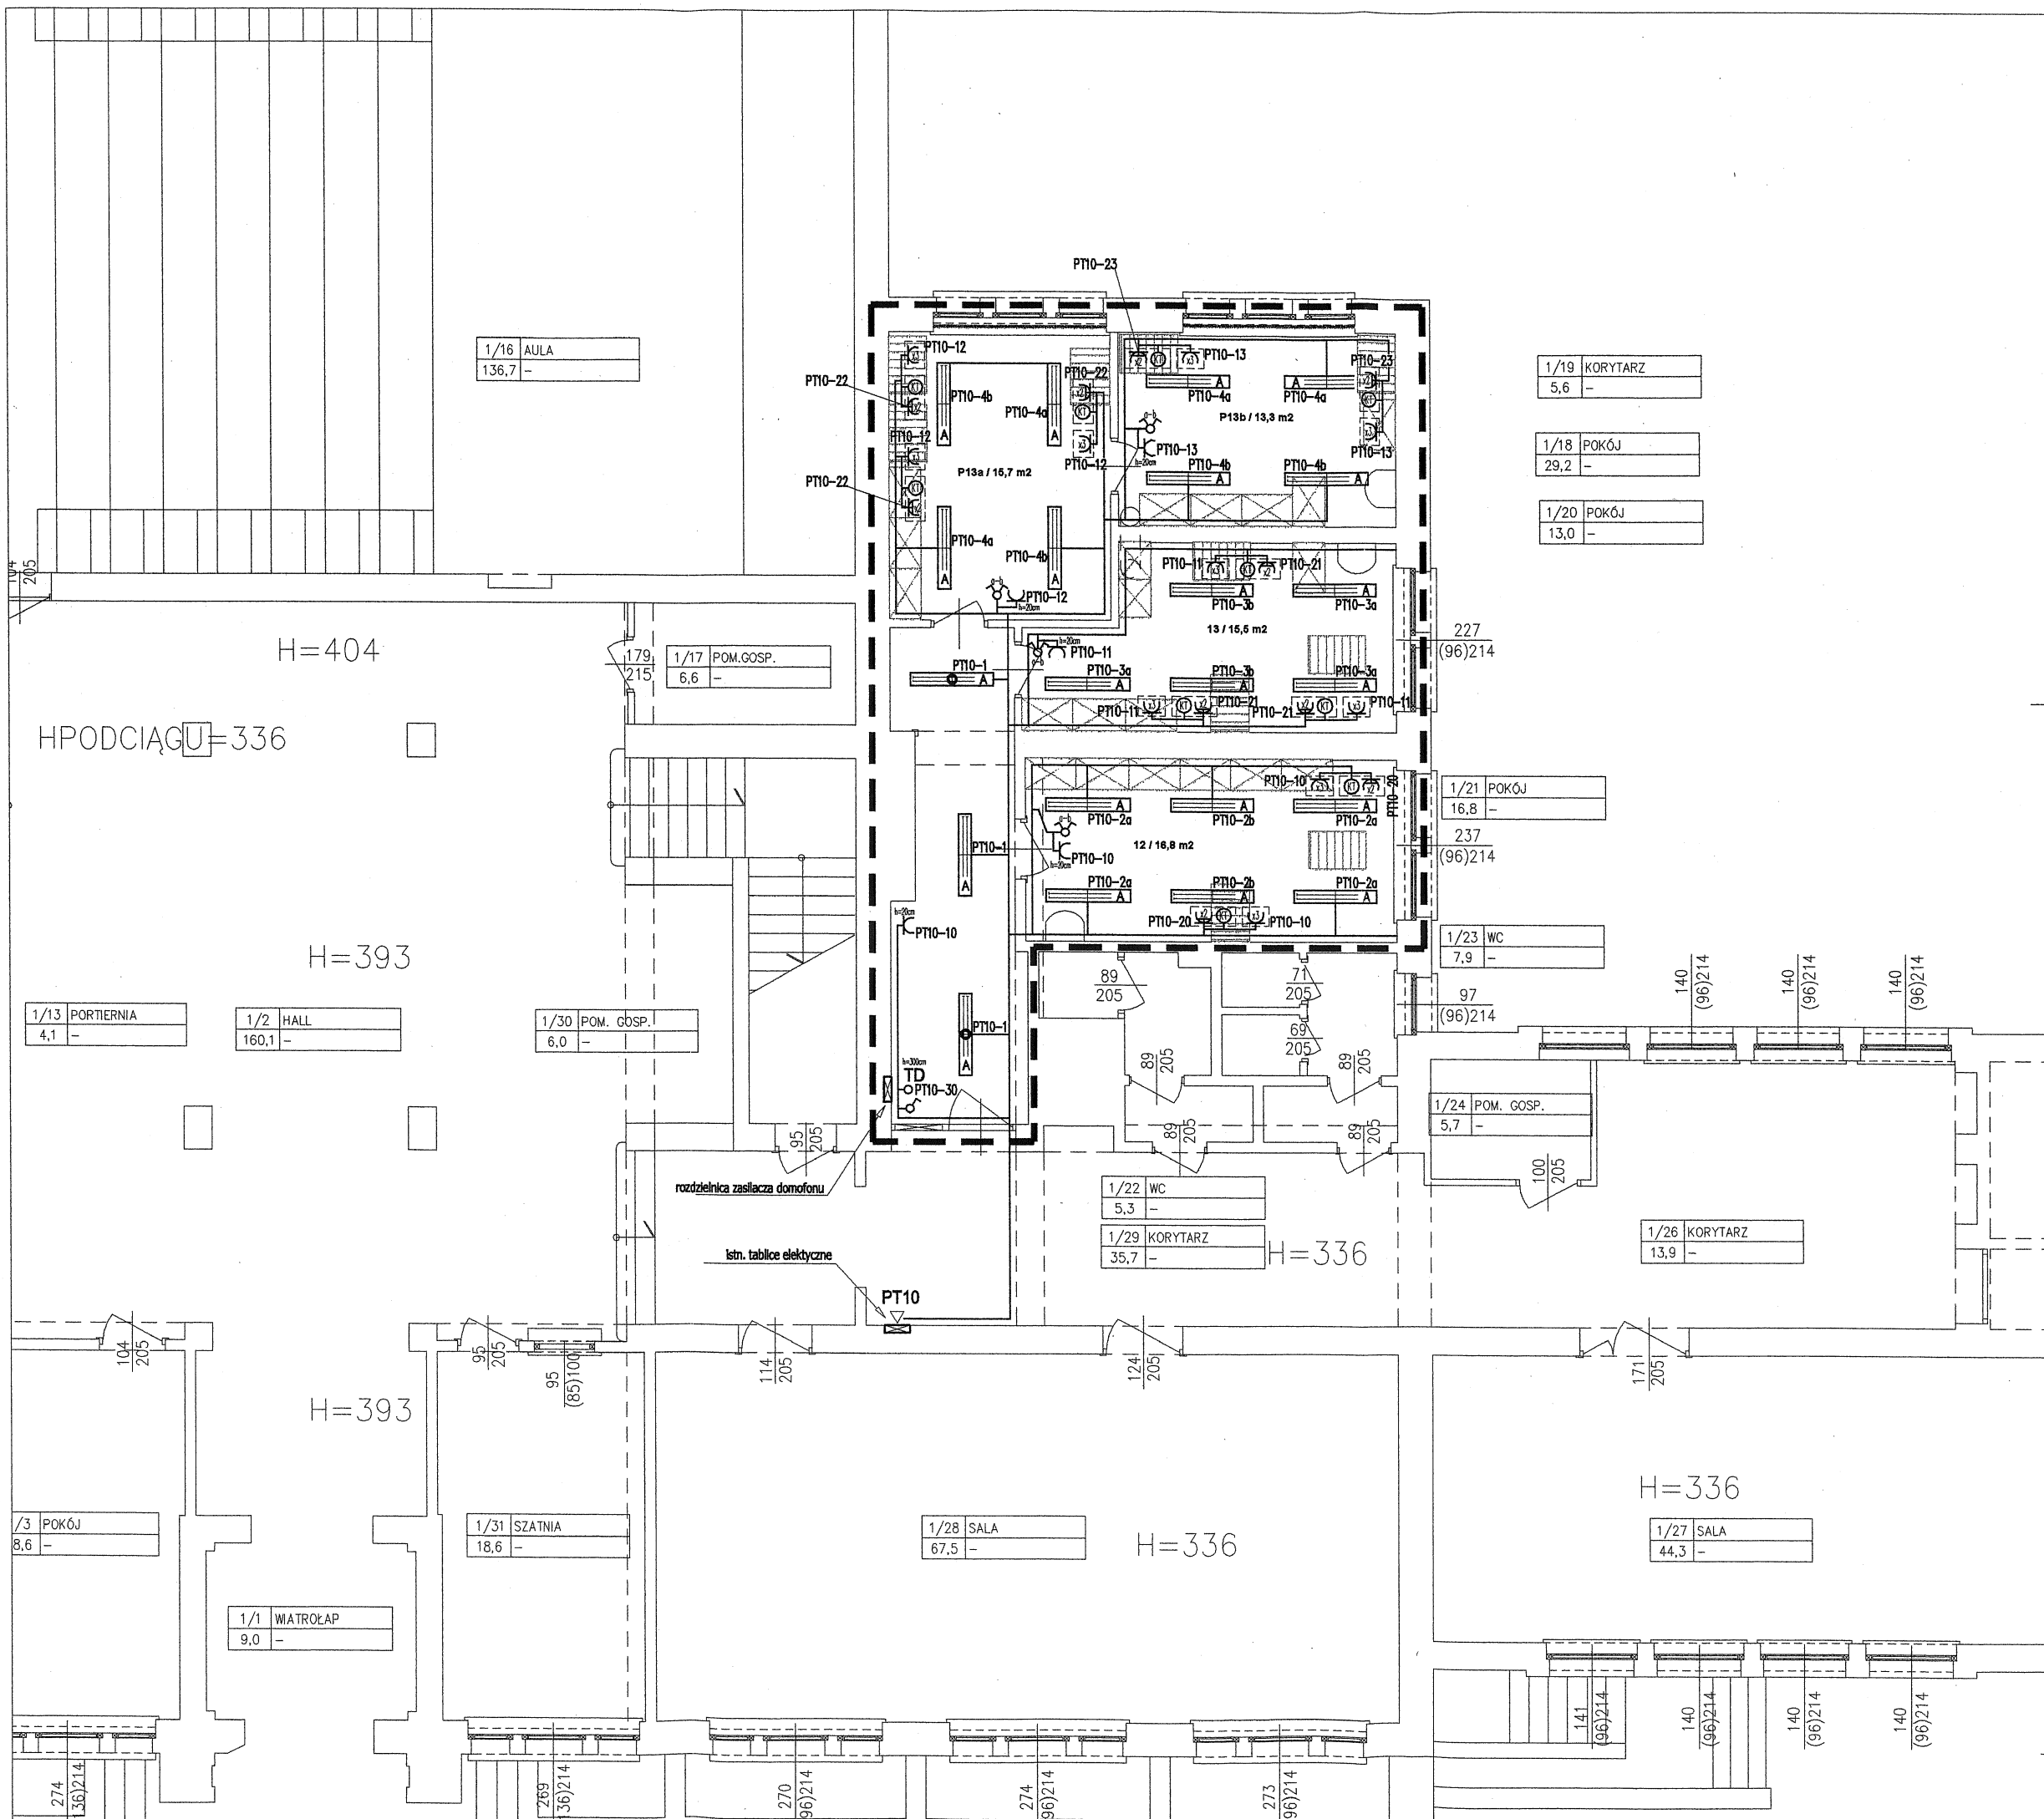 PT10-23
1/16 AULA
136,7 -
PT10-12
PT10-22
PT10-22
PT10-4b
PT10-4a
PT10-12
PT10-12
P13a / 15,7 m2
PT10-22
PT10-4a
PT10-4b
a-b
PT10-12
h=20cm
PT10-13
PT10-23
PT10-4a
PT10-4a
P13b / 13,3 m2
a-b
PT10-13
h=20cm
PT10-13
PT10-4b
PT10-4b
1/19 KORYTARZ
5,6 -
1/18 POKÓJ
29,2 -
1/20 POKÓJ
13,0 -
PT10-11
PT10-21
PT10-3b
PT10-3a
13 / 15,5 m2
h=20cm
PT10-11
a-b
PT10-3a
PT10-3b
PT10-3a
PT10-11
PT10-21
PT10-21
PT10-11
227
(96)214
205
H=404
179
215
1/17 POM.GOSP.
6,6 -
PT10-1
HPODCIĄGU=336
PT10-10
PT10-20
PT10-2a
PT10-2b
PT10-2a
a-b
12 / 16,8 m2
PT10-10
h=20cm
PT10-2a
PT10-2b
PT10-2a
PT10-20
PT10-10
1/21 POKÓJ
16,8 -
237
(96)214
PT10-1
h=20cm
PT10-10
H=393
1/23 WC
7,9 -
1/13 PORTIERNIA
4,1 -
1/2 HALL
160,1 -
1/30 POM. GOSP.
6,0 -
PT10-1
h=300cm
TD
PT10-30
89
205
71
205
69
205
97
(96)214
140
(96)214
140
(96)214
140
(96)214
89
205
89
205
89
205
89
205
95
205
1/24 POM. GOSP.
5,7 -
100
205
rozdzielnica zasilacza domofonu
1/22 WC
5,3 -
1/29 KORYTARZ
35,7 -
H=336
1/26 KORYTARZ
13,9 -
istn. tablice elektyczne
PT10
104
205
95
205
95
(85)100
114
205
124
205
171
205
H=393
H=336
/3 POKÓJ
8,6 -
1/31 SZATNIA
18,6 -
1/28 SALA
67,5 -
H=336
1/27 SALA
44,3 -
1/1 WIATROŁAP
9,0 -
274
136)214
269
136)214
270
96)214
274
96)214
273
96)214
141
(96)214
140
(96)214
140
(96)214
140
(96)214